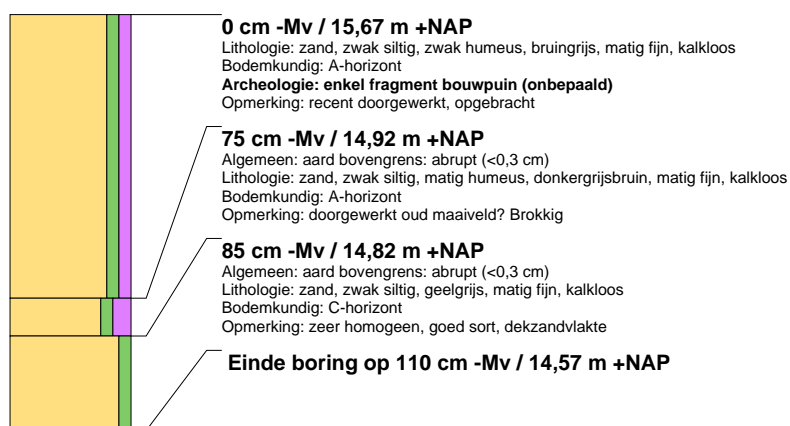 0 cm -Mv / 15,67 m +NAP
Lithologie: zand, zwak siltig, zwak humeus, bruingrijs, matig fijn, kalkloos
Bodemkundig: A-horizont
Archeologie: enkel fragment bouwpuin (onbepaald)
Opmerking: recent doorgewerkt, opgebracht
75 cm -Mv / 14,92 m +NAP
Algemeen: aard bovengrens: abrupt (<0,3 cm)
Lithologie: zand, zwak siltig, matig humeus, donkergrijsbruin, matig fijn, kalkloos
Bodemkundig: A-horizont
Opmerking: doorgewerkt oud maaiveld? Brokkig
85 cm -Mv / 14,82 m +NAP
Algemeen: aard bovengrens: abrupt (<0,3 cm)
Lithologie: zand, zwak siltig, geelgrijs, matig fijn, kalkloos
Bodemkundig: C-horizont
Opmerking: zeer homogeen, goed sort, dekzandvlakte
Einde boring op 110 cm -Mv / 14,57 m +NAP